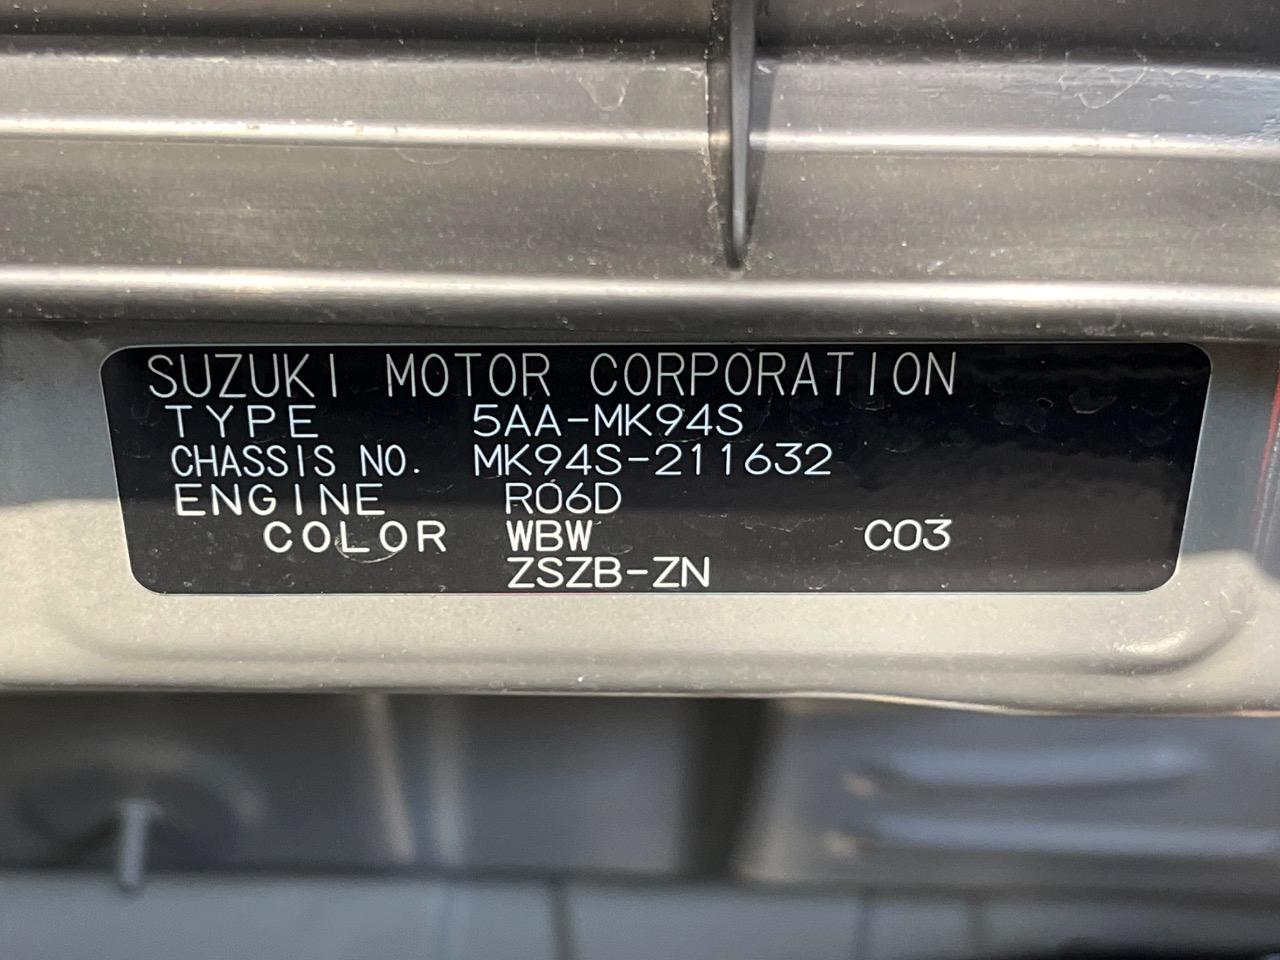 SUZUKI MOTOR CORPORATION
TYPE 5AA-MK94S
CHASSIS NO. MK94S-211632
ENGINE R06D
COLOR WBW C03
ZSZB-ZN